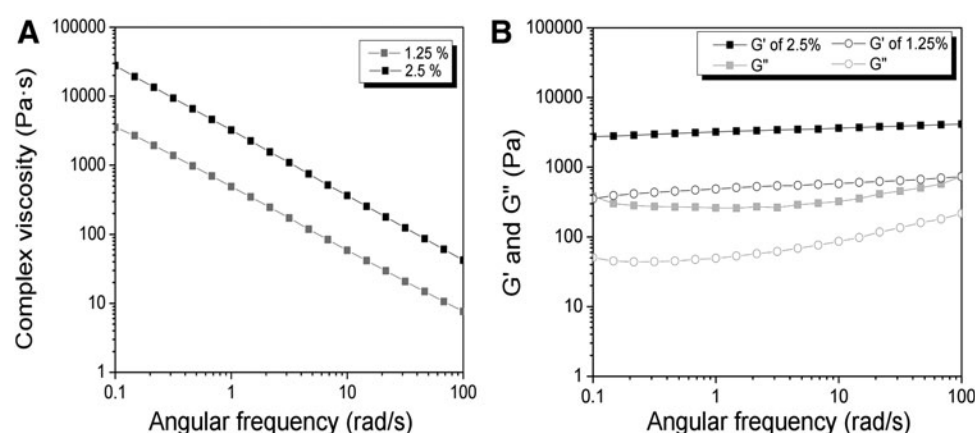 A
Complex viscosity (Pa·s)
100000
10000
1000
100
10
1
1.25 %
2.5 %
0.1 1 10 100
Angular frequency (rad/s)
B
G' and G" (Pa)
100000
10000
1000
100
10
1
G' of 2.5% G' of 1.25%
G" G"
0.1 1 10 100
Angular frequency (rad/s)